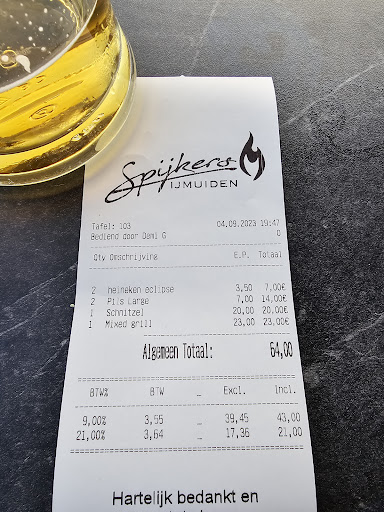 Spijkers
IJMUIDEN
Tafel: 103 04.09.2023 19:47
Bediend door Demi G 0
Qty Omschrijving E.P. Totaal
2 heineken eclipse 3,50 7,00€
2 Pils Large 7,00 14,00€
1 Schnitzel 20,00 20,00€
1 Mixed grill 23,00 23,00€
Algemeen Totaal: 64,00
BTW% BTW _ Excl. Incl.
9,00% 3,55 _ 39,45 43,00
21,00% 3,64 _ 17,36 21,00
Hartelijk bedankt en